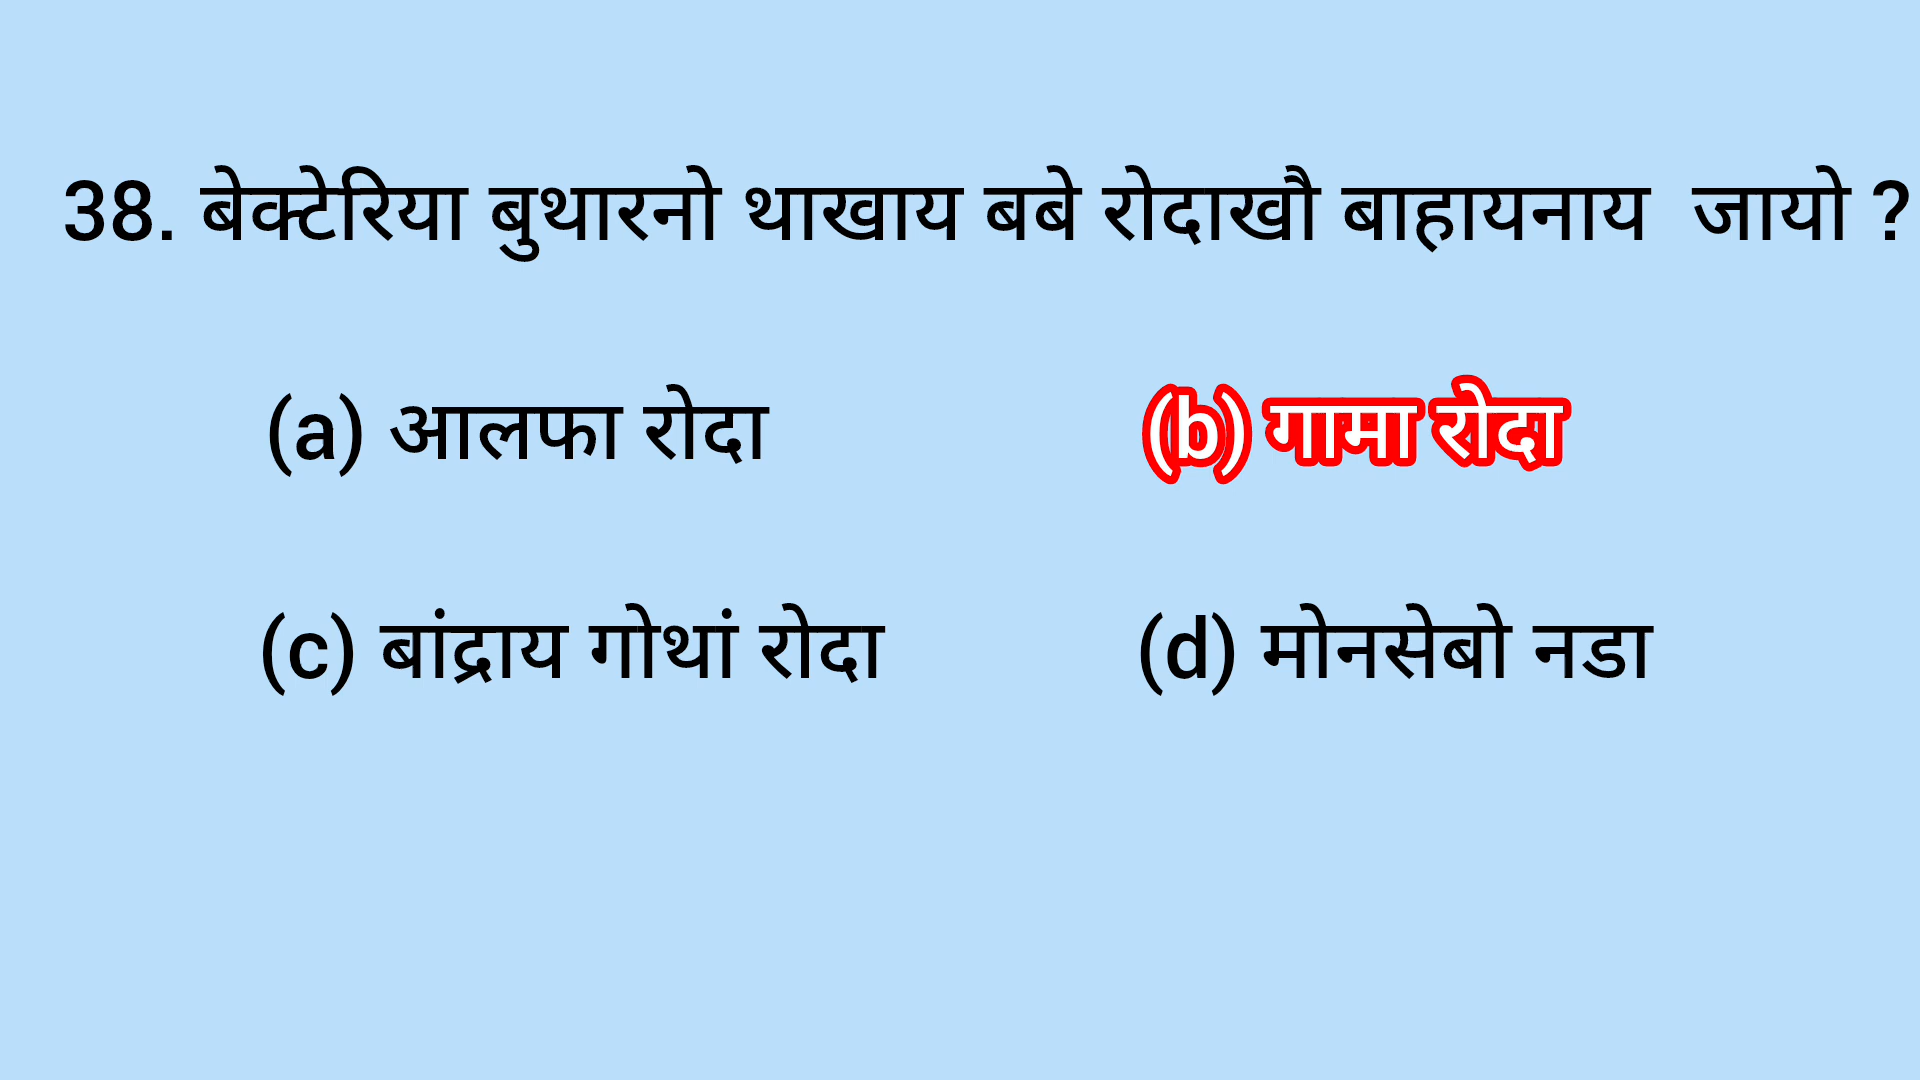 38. बेक्टेरिया बुथारनो थाखाय बबे रोदाखौ बाहायनाय जायो ?
(a) आलफा रोदा (b) गामा रोदा
(c) बांद्राय गोथां रोदा (d) मोनसेबो नडा